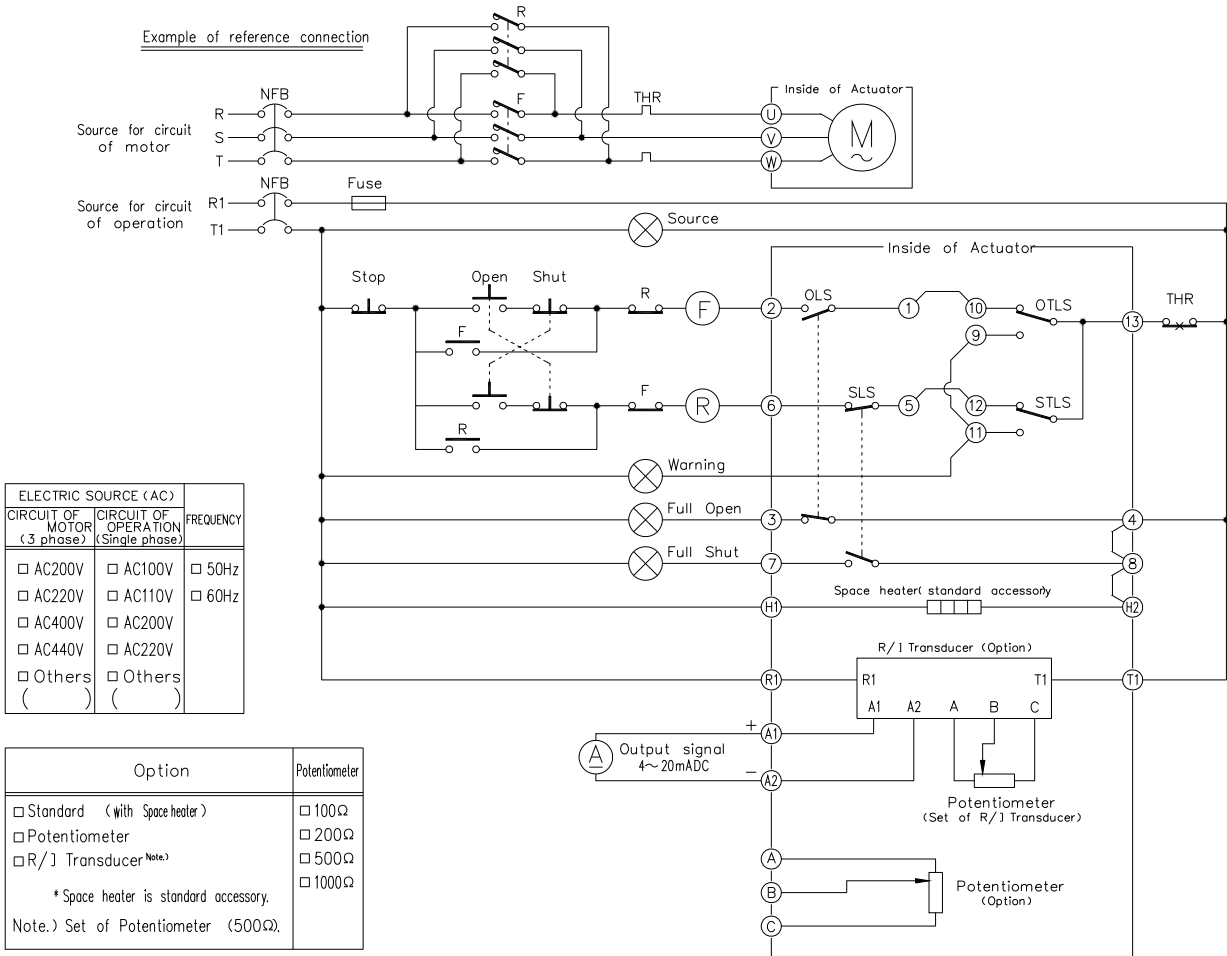 Example of reference connection
R
Inside of Actuator
NFB
F
THR
R
U
Source for circuit
of motor
S
V
M
T
W
NFB
Fuse
Source for circuit
of operation
R1
T1
Source
Inside of Actuator
Stop
Open
Shut
R
F
2
OLS
1
10
OTLS
13
THR
F
9
F
R
6
SLS
5
12
STLS
R
11
Warning
Full Open
3
4
Full Shut
7
8
Space heater( standard accessory)
H1
H2
R/I Transducer (Option)
R1
R1
T1
T1
A1
A2
A
B
C
+
A1
A
Output signal
4～20mADC
−
A2
Potentiometer
(Set of R/I Transducer)
A
B
C
Potentiometer
(Option)
ELECTRIC SOURCE (AC)
CIRCUIT OF
MOTOR
(3 phase)
CIRCUIT OF
OPERATION
(Single phase)
FREQUENCY
□ AC200V □ AC100V □ 50Hz
□ AC220V □ AC110V □ 60Hz
□ AC400V □ AC200V
□ AC440V □ AC220V
□ Others □ Others
( ) ( )
Option Potentiometer
□ Standard (with Space heater) □ 100Ω
□ Potentiometer □ 200Ω
□ R/I Transducer Note.) □ 500Ω
□ 1000Ω
* Space heater is standard accessory.
Note.) Set of Potentiometer (500Ω).